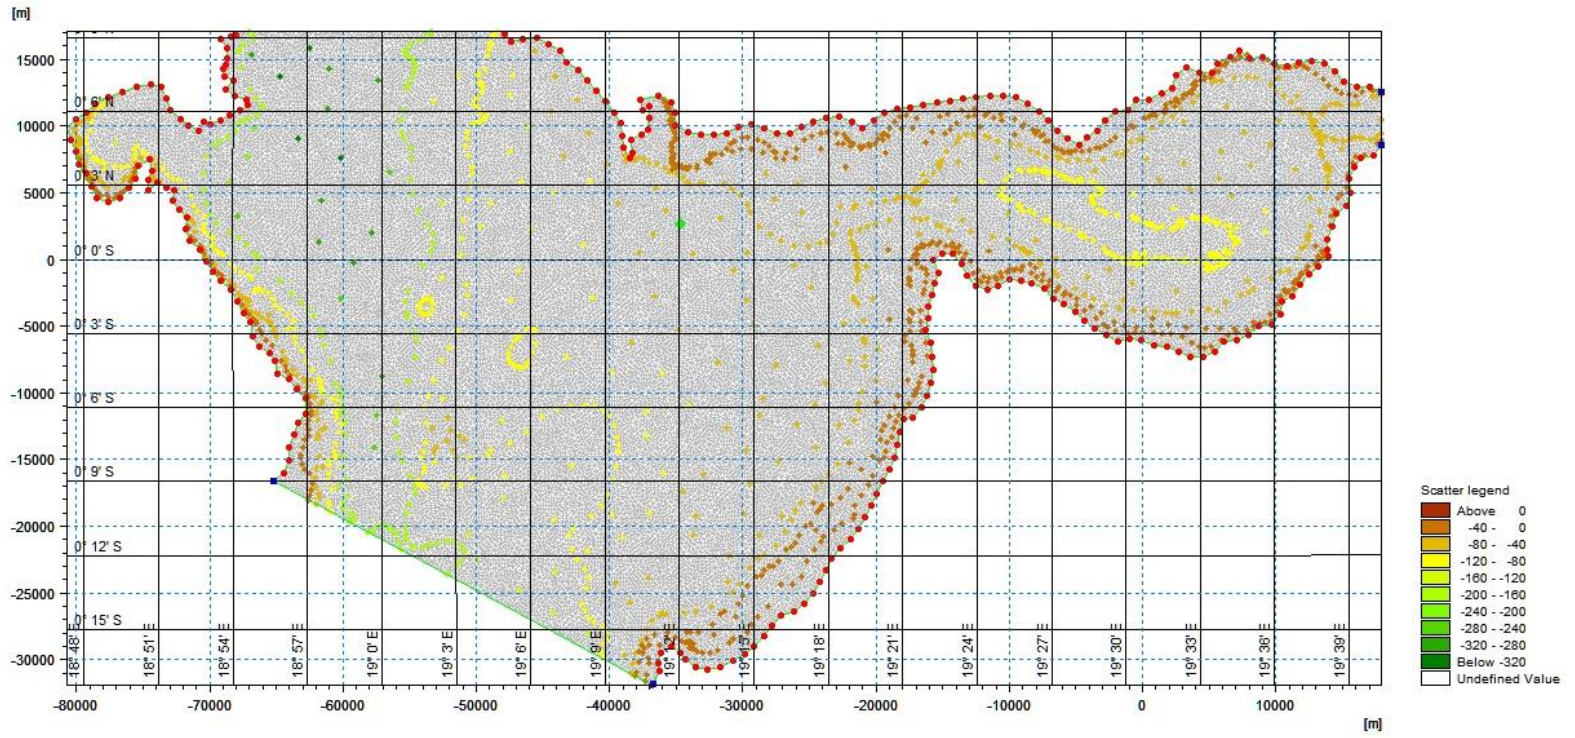 [m]
15000
0° 6' N
10000
0° 3' N
5000
0° 0' S
0
0° 3' S
-5000
0° 6' S
-10000
0° 9' S
-15000
-20000
0° 12' S
-25000
0° 15' S
-30000
18° 48' E
18° 51' E
18° 54' E
18° 57' E
19° 0' E
19° 3' E
19° 6' E
19° 9' E
19° 12' E
19° 15' E
19° 18' E
19° 21' E
19° 24' E
19° 27' E
19° 30' E
19° 33' E
19° 36' E
19° 39' E
-80000 -70000 -60000 -50000 -40000 -30000 -20000 -10000 0 10000
[m]
Scatter legend
Above 0
-40 - 0
-80 - -40
-120 - -80
-160 - -120
-200 - -160
-240 - -200
-280 - -240
-320 - -280
Below -320
Undefined Value